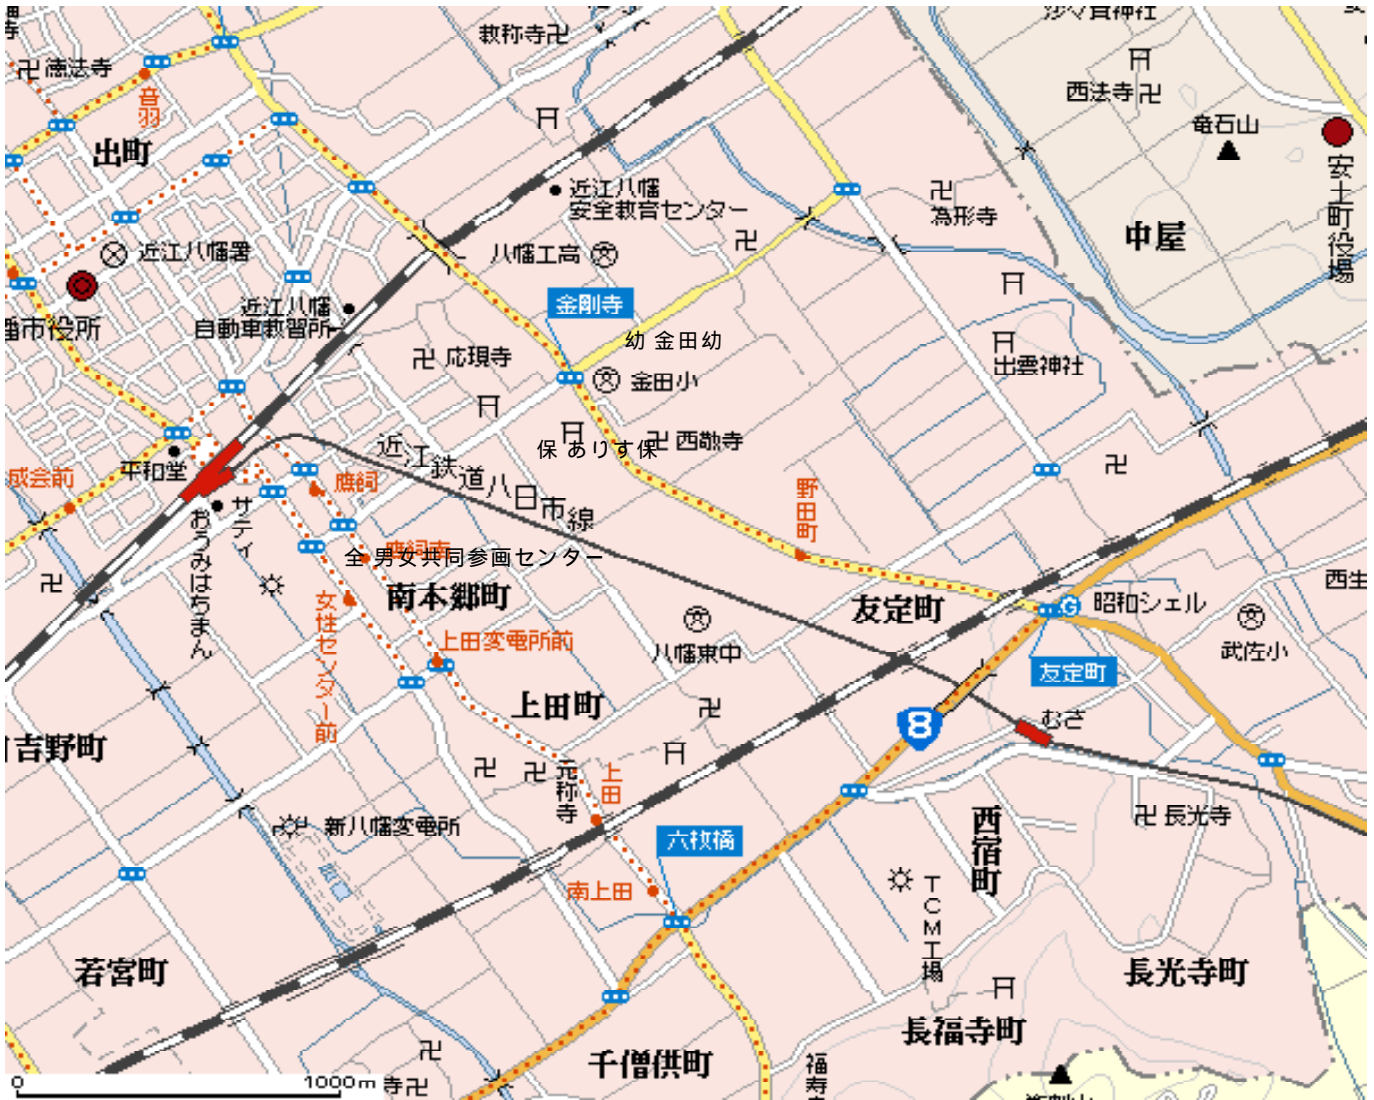 教称寺
徳法寺
音羽
西法寺
竜石山
出町
安土町役場
近江八幡
安全教育センター
為形寺
中屋
近江八幡署
八幡工高
金剛寺
近江八幡
自動車教習所
幡市役所
幼 金田幼
応現寺
金田小
出雲神社
保 ありす保
西敬寺
近江鉄道八日市線
平和堂
成会前
鷹飼
サティ
野田町
おうみはちまん
鷹飼南
全 男女共同参画センター
南本郷町
女性センター前
友定町
G
昭和シェル
西生
上田変電所前
八幡東中
武佐小
友定町
上田町
8
むさ
吉野町
元称寺
上田
長光寺
新八幡変電所
六枚橋
西宿町
南上田
TCM工場
若宮町
長光寺町
長福寺町
千僧供町
福寿
0 1000m
寺